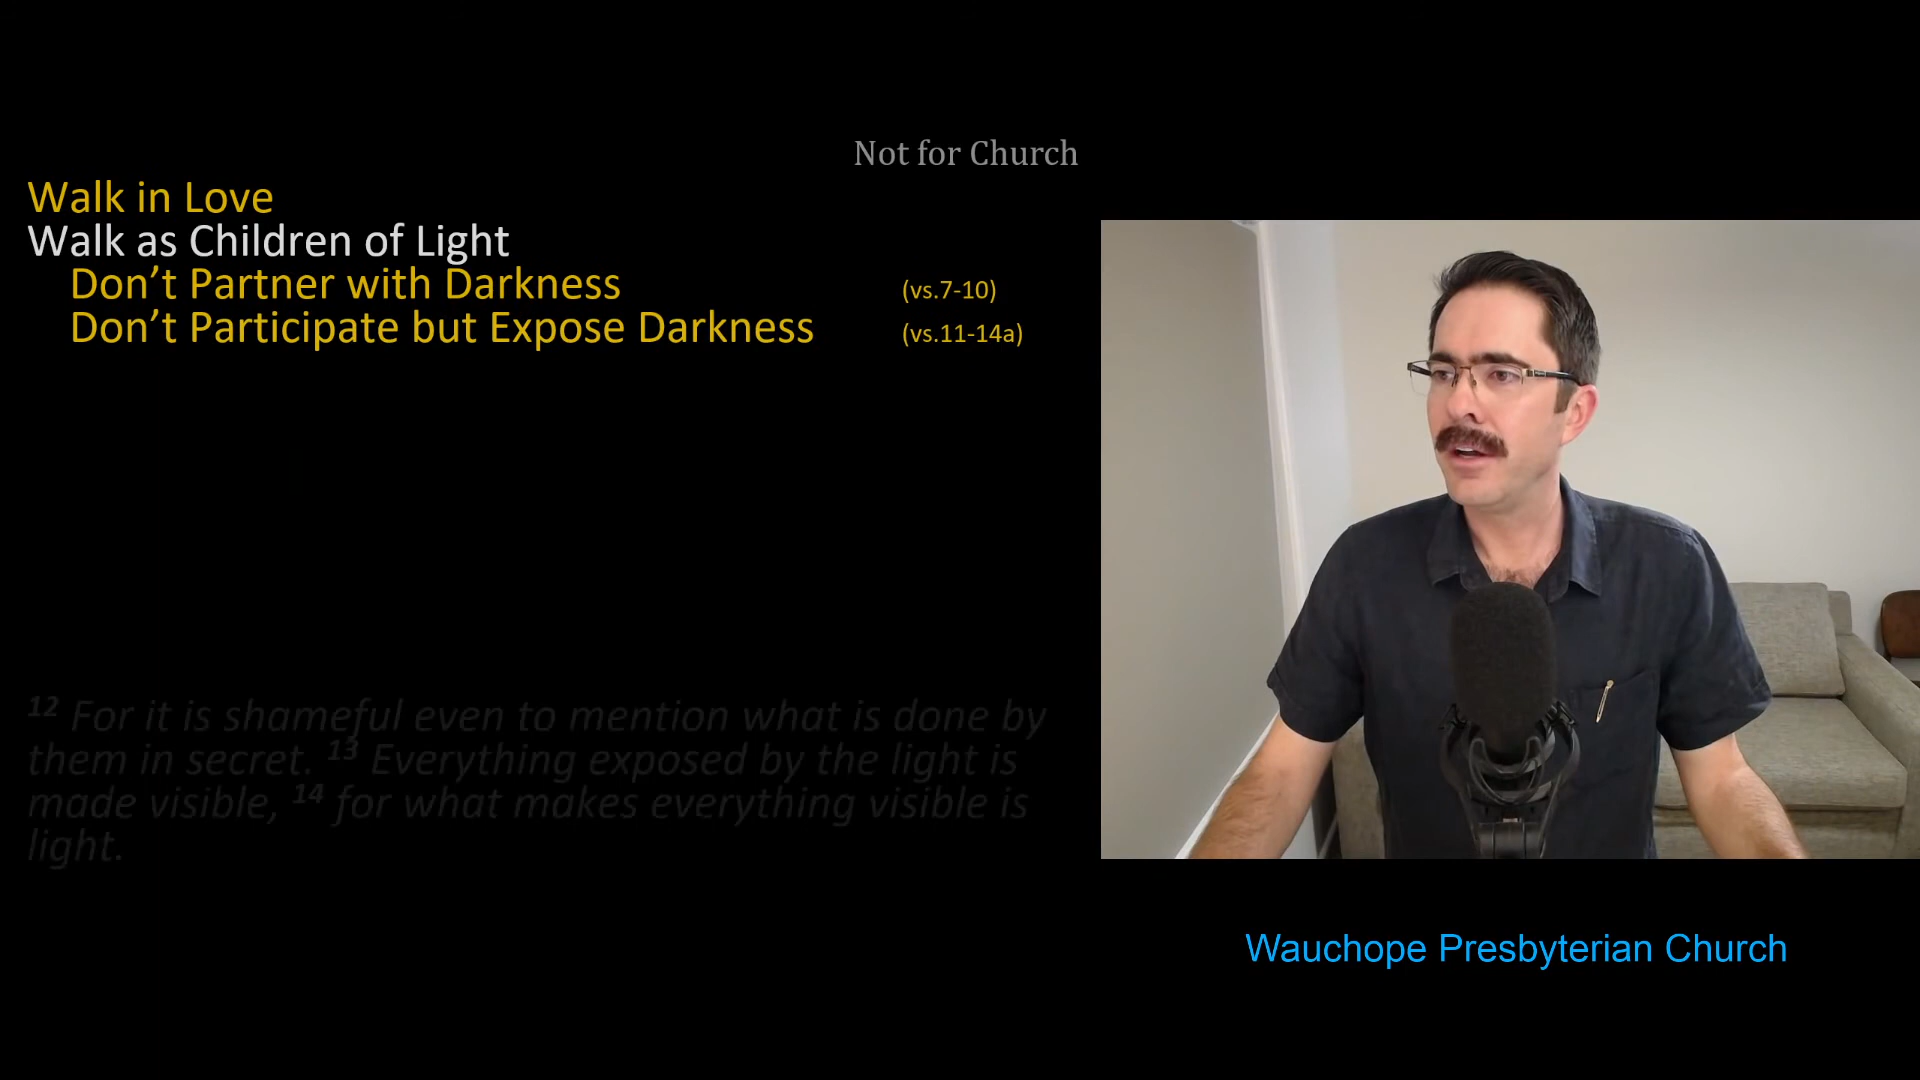 Not for Church
Walk in Love
Walk as Children of Light
Don’t Partner with Darkness (vs.7-10)
Don’t Participate but Expose Darkness (vs.11-14a)
12 For it is shameful even to mention what is done by
them in secret. 13 Everything exposed by the light is
made visible, 14 for what makes everything visible is
light.
Wauchope Presbyterian Church